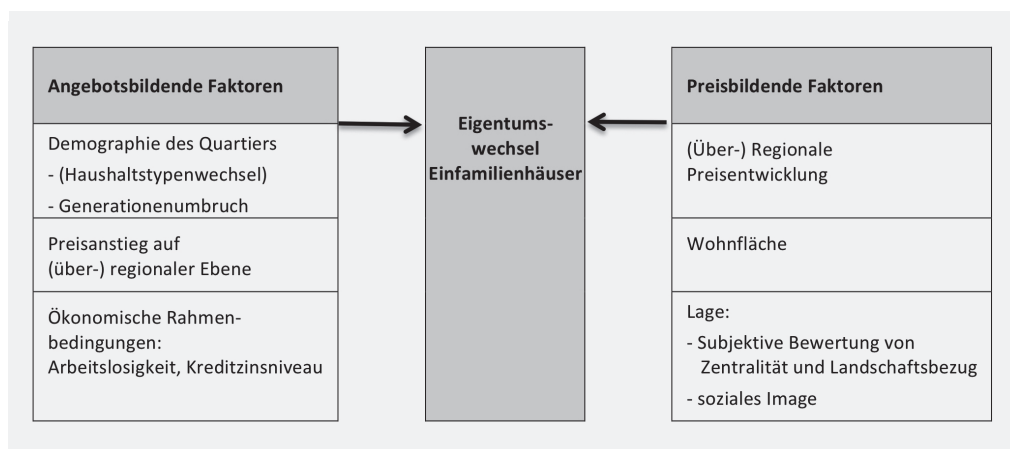 Angebotsbildende Faktoren
Demographie des Quartiers
- (Haushaltstypenwechsel)
- Generationenumbruch
Preisanstieg auf
(über-) regionaler Ebene
Ökonomische Rahmen-
bedingungen:
Arbeitslosigkeit, Kreditzinsniveau
Eigentums-
wechsel
Einfamilienhäuser
Preisbildende Faktoren
(Über-) Regionale
Preisentwicklung
Wohnfläche
Lage:
- Subjektive Bewertung von
Zentralität und Landschaftsbezug
- soziales Image